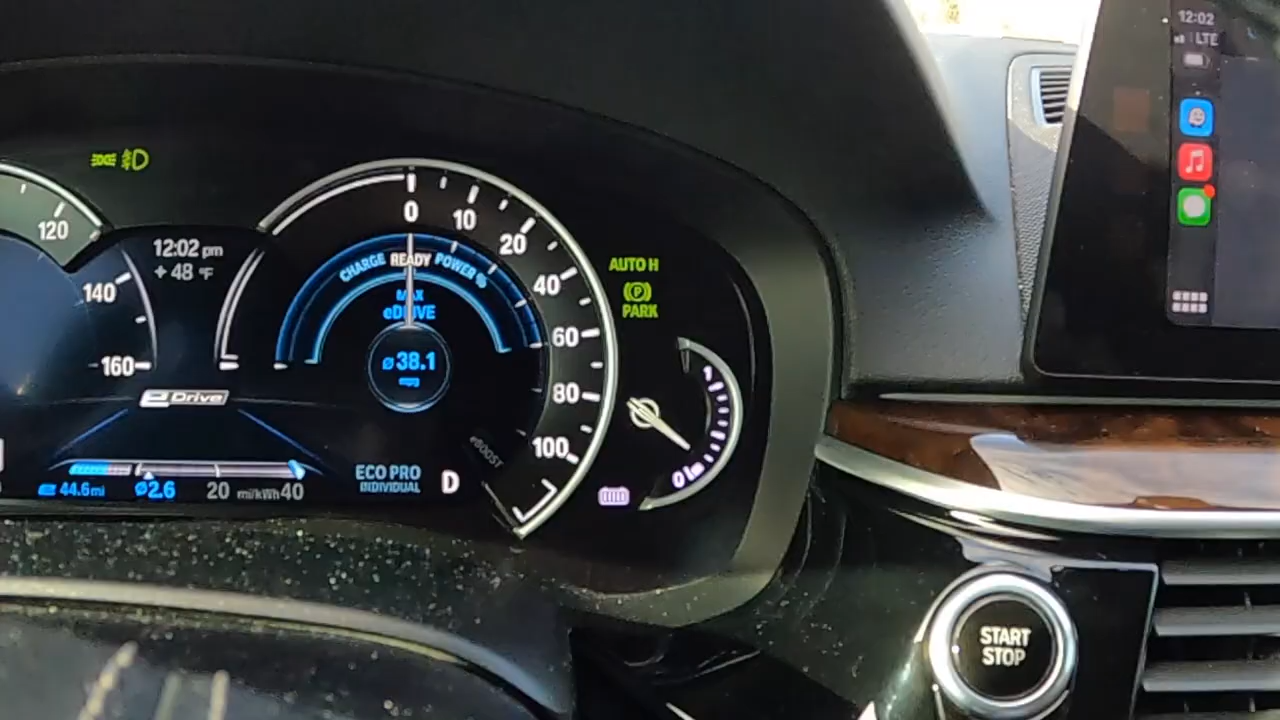 120
12:02 pm
+ 48 °F
140
160
eDrive
44.6mi
ø2.6
20 mi/kWh 40
0
10
20
40
60
80
100
CHARGE READY POWER %
MAX
eDRIVE
ø38.1
mpg
eBOOST
ECO PRO
INDIVIDUAL
D
AUTO H
P
PARK
1
0
12:02
LTE
START
STOP